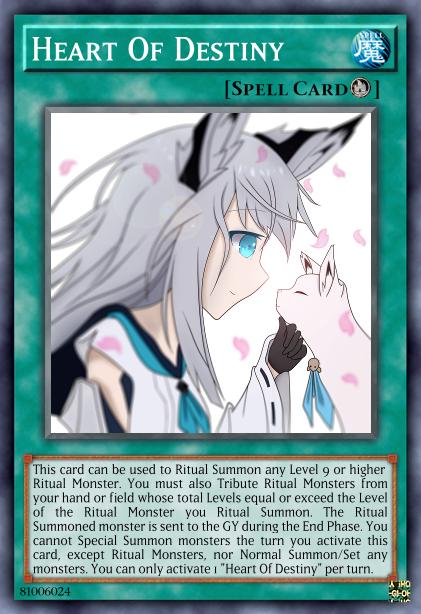 Heart Of Destiny
SPELL
魔
[Spell Card]
This card can be used to Ritual Summon any Level 9 or higher
Ritual Monster. You must also Tribute Ritual Monsters from
your hand or field whose total Levels equal or exceed the Level
of the Ritual Monster you Ritual Summon. The Ritual
Summoned monster is sent to the GY during the End Phase. You
cannot Special Summon monsters the turn you activate this
card, except Ritual Monsters, nor Normal Summon/Set any
monsters. You can only activate 1 "Heart Of Destiny" per turn.
81006024